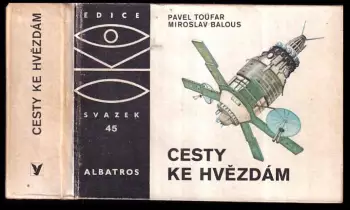 CESTY KE HVĚZDÁM
EDICE
SVAZEK
45
ALBATROS
PAVEL TOUFAR
MIROSLAV BALOUS
CESTY
KE HVĚZDÁM